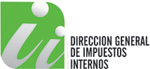 DIRECCION GENERAL
DE IMPUESTOS
INTERNOS